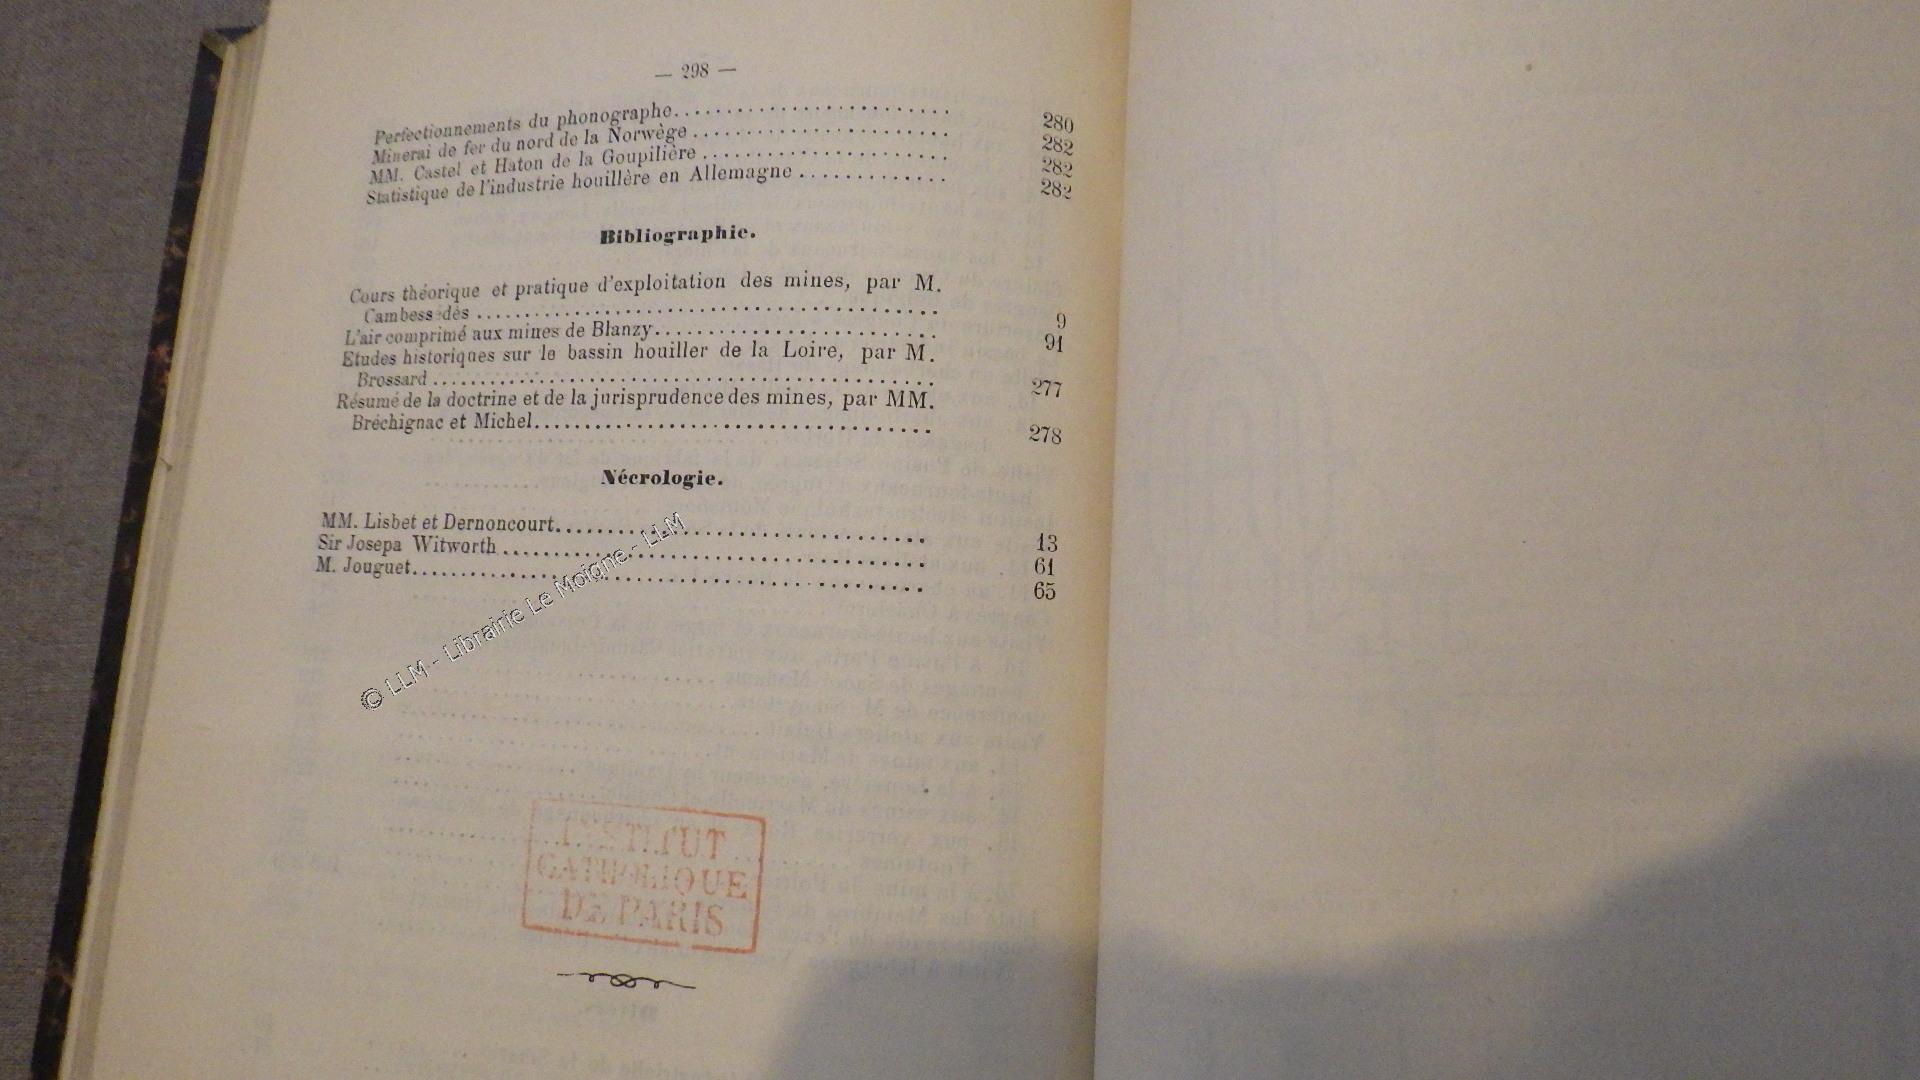 — 298 —
Perfectionnements du phonographe........................ 280
Minerai de fer du nord de la Norwège........................ 282
MM. Castel et Haton de la Goupilière....................... 282
Statistique de l'industrie houillère en Allemagne............. 282
Bibliographie.
Cours théorique et pratique d'exploitation des mines, par M.
Cambessédès........................................... 9
L'air comprimé aux mines de Blanzy......................... 91
Etudes historiques sur le bassin houiller de la Loire, par M.
Brossard............................................... 277
Résumé de la doctrine et de la jurisprudence des mines, par MM.
Bréchignac et Michel.................................... 278
Nécrologie.
MM. Lisbet et Dernoncourt.................................. 13
Sir Josepa Witworth........................................ 61
M. Jouguet................................................. 65
© LLM - Librairie Le Moigne - LLM
INSTITUT
CATHOLIQUE
DE PARIS